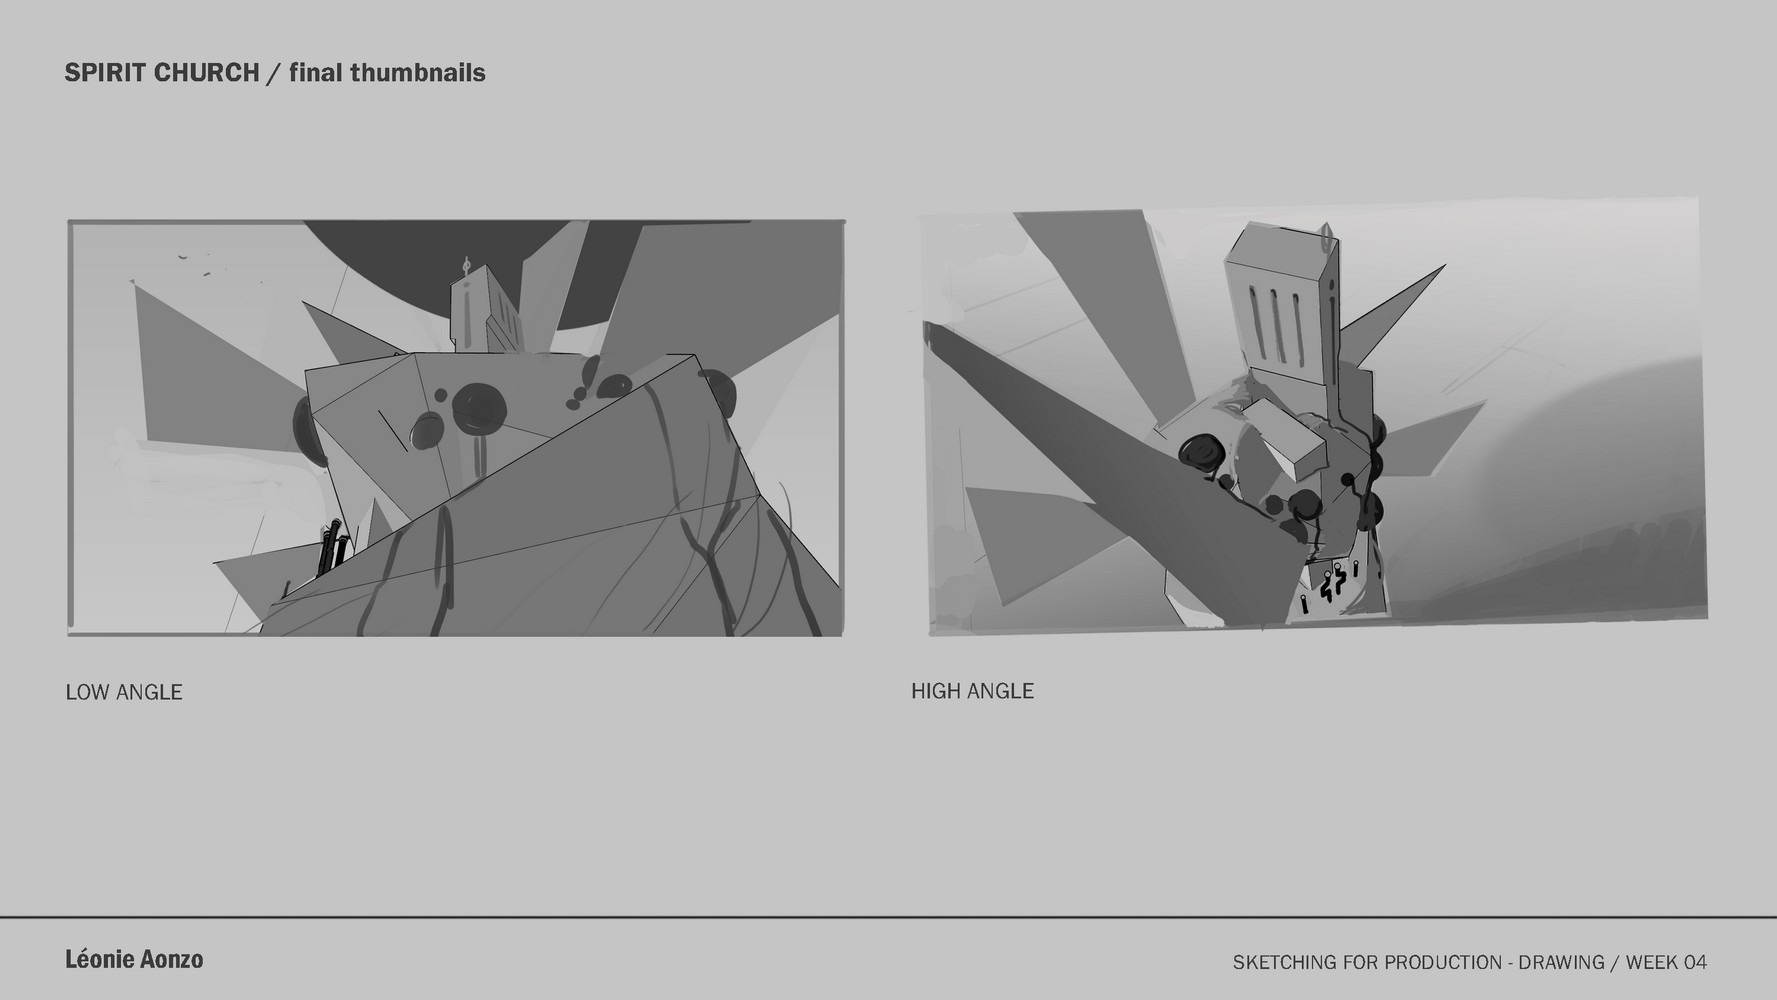 SPIRIT CHURCH / final thumbnails
LOW ANGLE
HIGH ANGLE
Léonie Aonzo
SKETCHING FOR PRODUCTION - DRAWING / WEEK 04